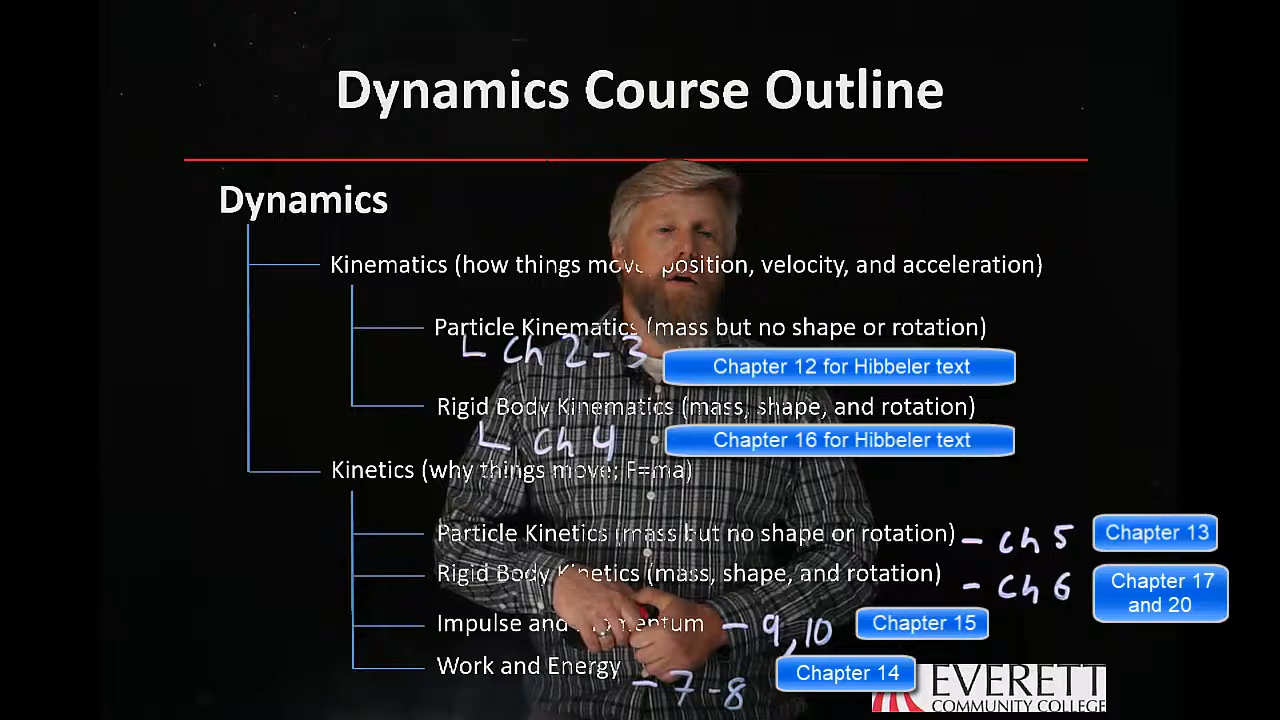 Dynamics Course Outline
Dynamics
Kinematics (how things move; position, velocity, and acceleration)
Particle Kinematics (mass but no shape or rotation)
Ch 2-3 Chapter 12 for Hibbeler text
Rigid Body Kinematics (mass, shape, and rotation)
Ch 4 Chapter 16 for Hibbeler text
Kinetics (why things move; F=ma)
Particle Kinetics (mass but no shape or rotation) - Ch 5 Chapter 13
Rigid Body Kinetics (mass, shape, and rotation) - Ch 6 Chapter 17
and 20
Impulse and Momentum - 9, 10 Chapter 15
Work and Energy - 7-8 Chapter 14
EVERETT
COMMUNITY COLLEGE